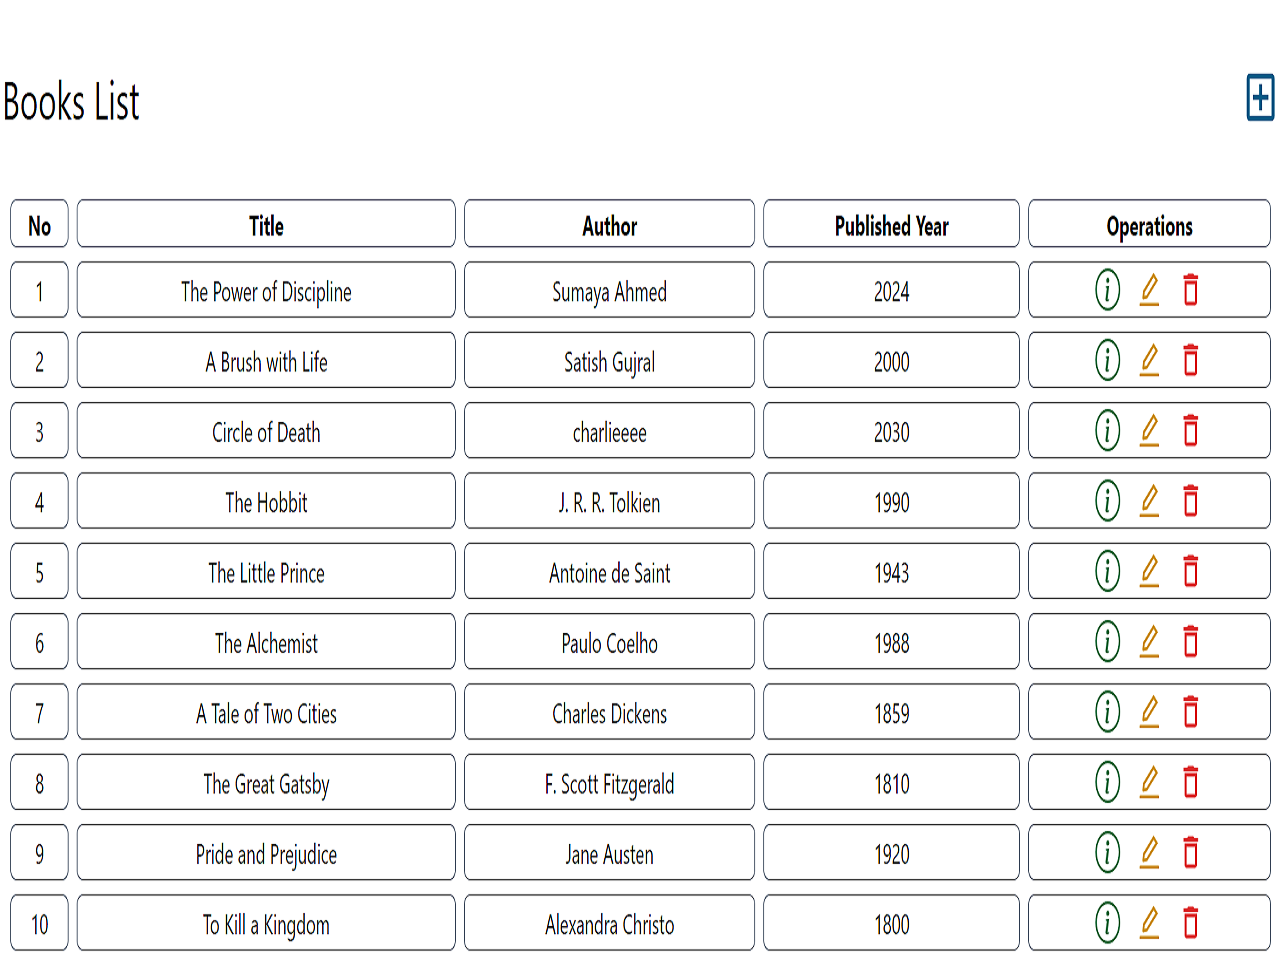 Books List
No Title Author Published Year Operations
1 The Power of Discipline Sumaya Ahmed 2024
2 A Brush with Life Satish Gujral 2000
3 Circle of Death charlieeee 2030
4 The Hobbit J. R. R. Tolkien 1990
5 The Little Prince Antoine de Saint 1943
6 The Alchemist Paulo Coelho 1988
7 A Tale of Two Cities Charles Dickens 1859
8 The Great Gatsby F. Scott Fitzgerald 1810
9 Pride and Prejudice Jane Austen 1920
10 To Kill a Kingdom Alexandra Christo 1800